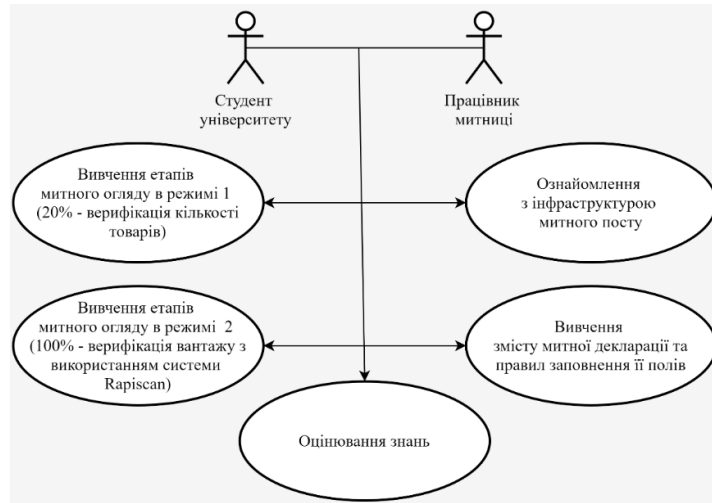 Студент
університету
Працівник
митниці
Вивчення етапів
митного огляду в режимі 1
(20% - верифікація кількості
товарів)
Ознайомлення
з інфраструктурою
митного посту
Вивчення етапів
митного огляду в режимі 2
(100% - верифікація вантажу з
використанням системи
Rapiscan)
Вивчення
змісту митної декларації та
правил заповнення її полів
Оцінювання знань